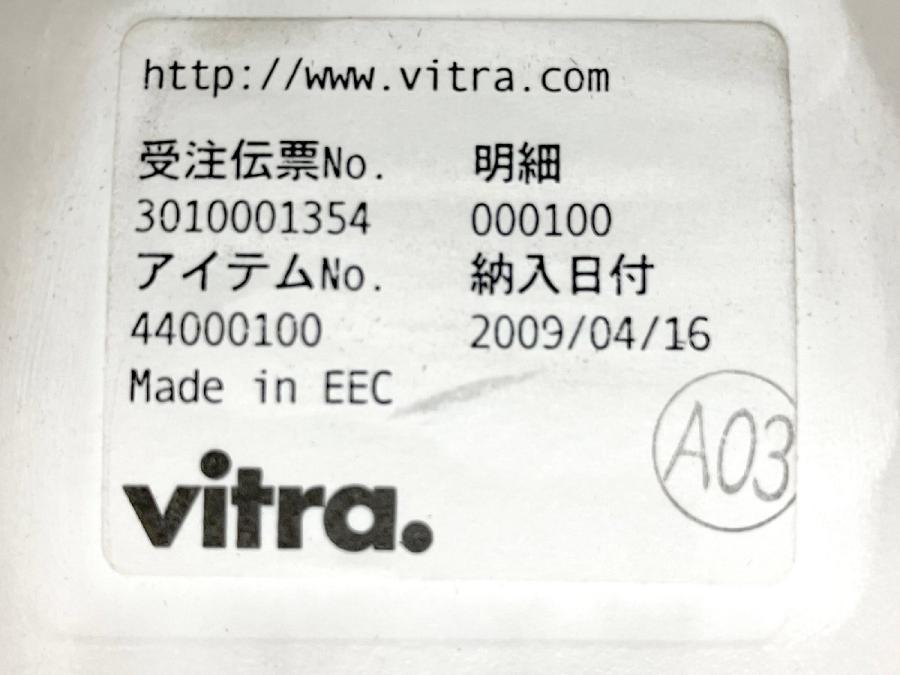 http://www.vitra.com
受注伝票No. 明細
3010001354 000100
アイテムNo. 納入日付
44000100 2009/04/16
Made in EEC
A03
vitra.